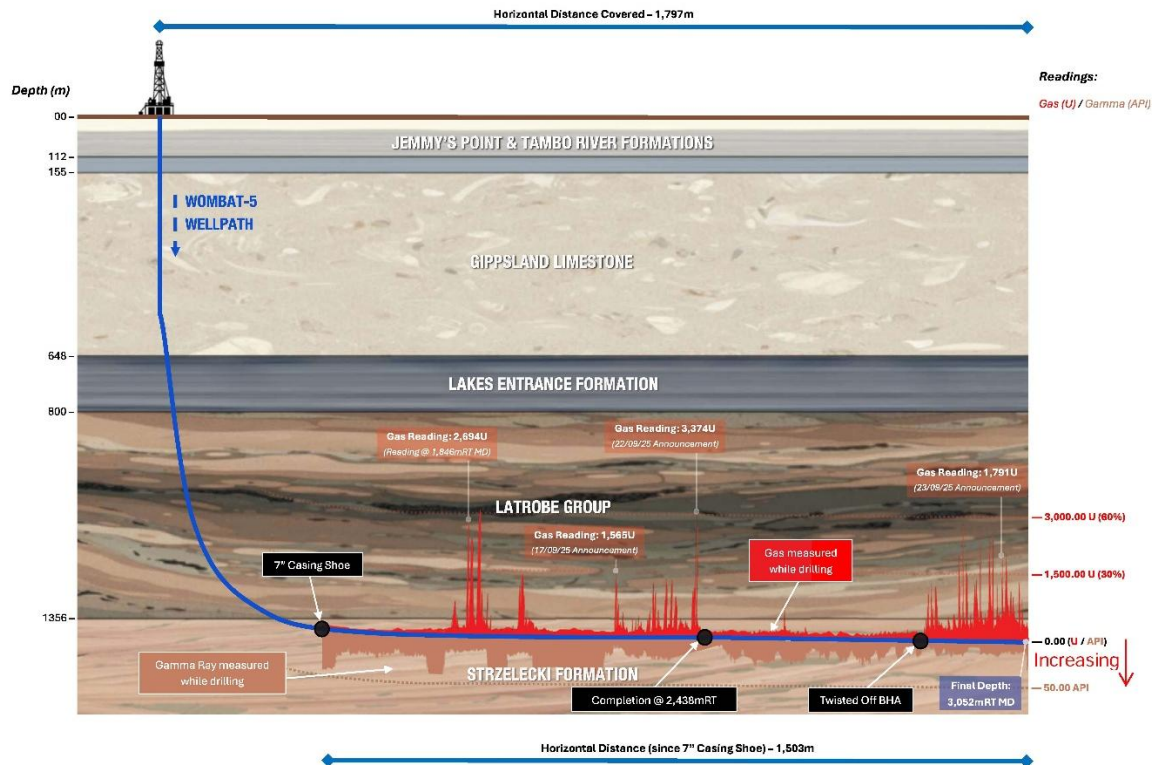 Horizontal Distance Covered – 1,797m
Readings:
Depth (m)
Gas (U) / Gamma (API)
00
JEMMY'S POINT & TAMBO RIVER FORMATIONS
112
155
WOMBAT-5
WELLPATH
GIPPSLAND LIMESTONE
646
LAKES ENTRANCE FORMATION
800
Gas Reading: 2,694U
(Reading @ 1,846mRT MD)
Gas Reading: 3,374U
(22/09/25 Announcement)
Gas Reading: 1,791U
(23/09/25 Announcement)
LATROBE GROUP
3,000.00 U (60%)
Gas Reading: 1,565U
(17/09/25 Announcement)
7" Casing Shoe
Gas measured
while drilling
1,500.00 U (30%)
1356
0.00 (U / API)
Increasing
Gamma Ray measured
while drilling
STRZELECKI FORMATION
Completion @ 2,438mRT
Twisted Off BHA
Final Depth:
3,052mRT MD
50.00 API
Horizontal Distance (since 7" Casing Shoe) – 1,503m